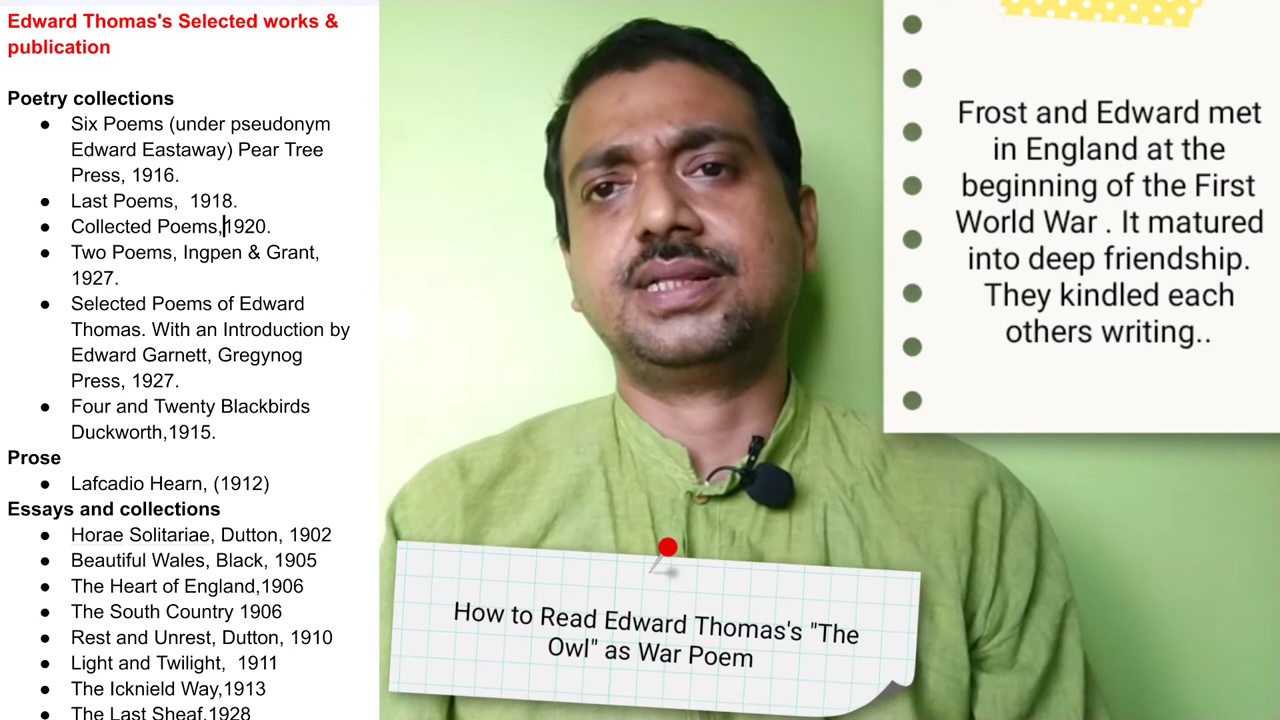 Edward Thomas's Selected works &
publication
Poetry collections
● Six Poems (under pseudonym
Edward Eastaway) Pear Tree
Press, 1916.
● Last Poems,  1918.
● Collected Poems,1920.
● Two Poems, Ingpen & Grant,
1927.
● Selected Poems of Edward
Thomas. With an Introduction by
Edward Garnett, Gregynog
Press, 1927.
● Four and Twenty Blackbirds
Duckworth,1915.
Prose
● Lafcadio Hearn, (1912)
Essays and collections
● Horae Solitariae, Dutton, 1902
● Beautiful Wales, Black, 1905
● The Heart of England,1906
● The South Country 1906
● Rest and Unrest, Dutton, 1910
● Light and Twilight,  1911
● The Icknield Way,1913
● The Last Sheaf,1928
Frost and Edward met
in England at the
beginning of the First
World War . It matured
into deep friendship.
They kindled each
others writing..
How to Read Edward Thomas's "The
Owl" as War Poem